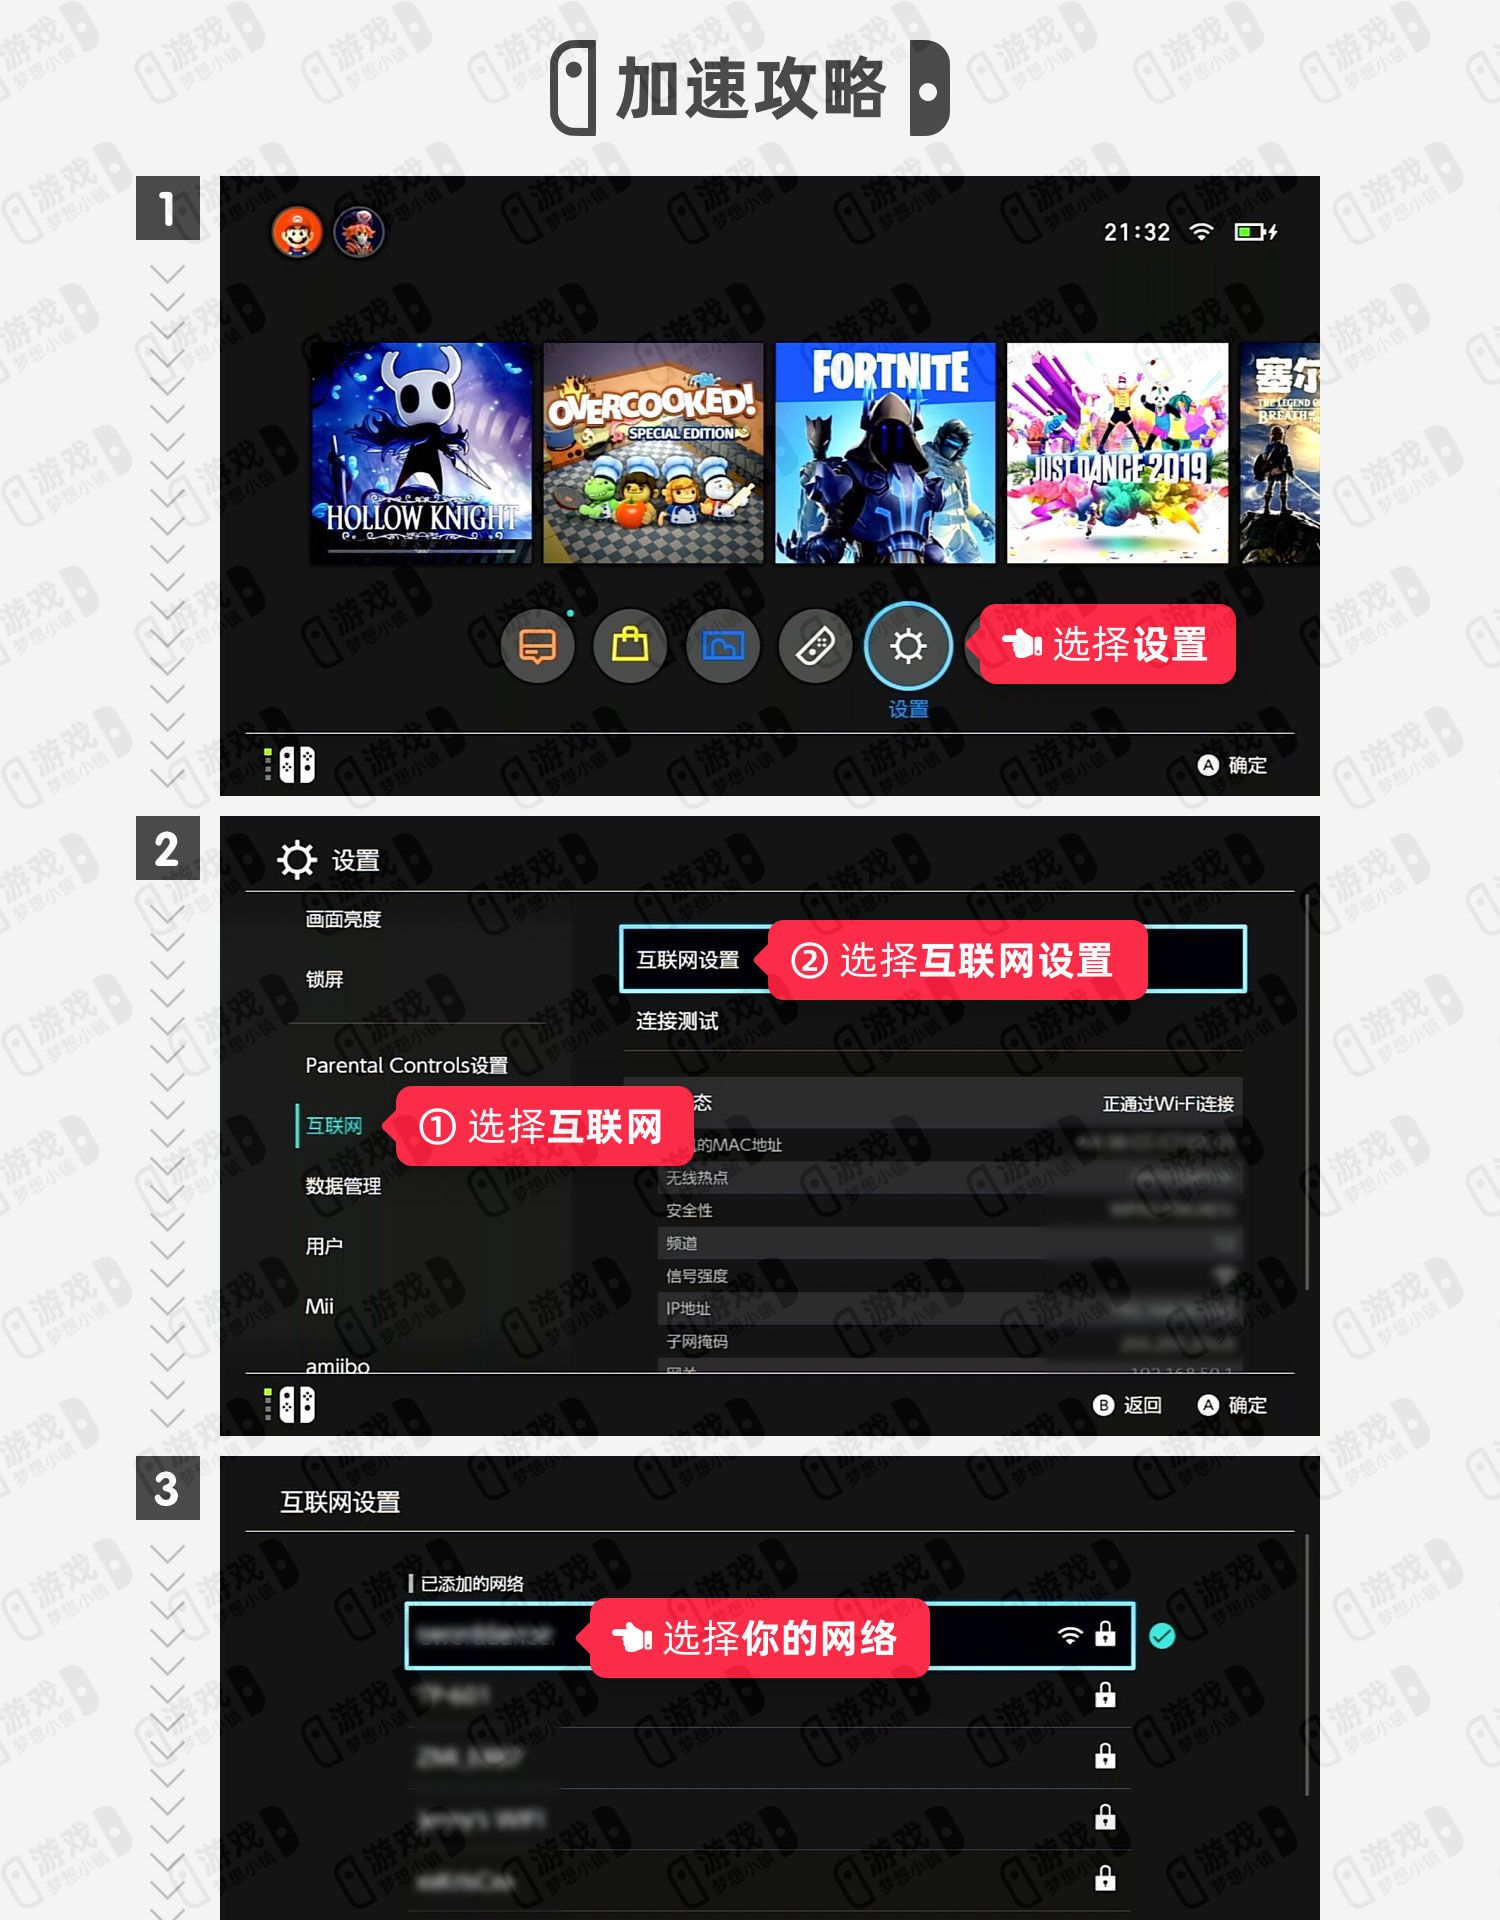 加速攻略
1
21:32
HOLLOW KNIGHT
OVERCOOKED!
SPECIAL EDITION
FORTNITE
JUST DANCE 2019
塞尔
THE LEGEND O
BREATH
选择设置
设置
A 确定
2
设置
画面亮度
锁屏
Parental Controls设置
互联网
① 选择互联网
数据管理
用户
Mii
amiibo
互联网设置
② 选择互联网设置
连接测试
态
正通过Wi-Fi连接
的MAC地址
无线热点
安全性
频道
信号强度
IP地址
子网掩码
B 返回
A 确定
3
互联网设置
已添加的网络
选择你的网络
游戏
梦想小镇